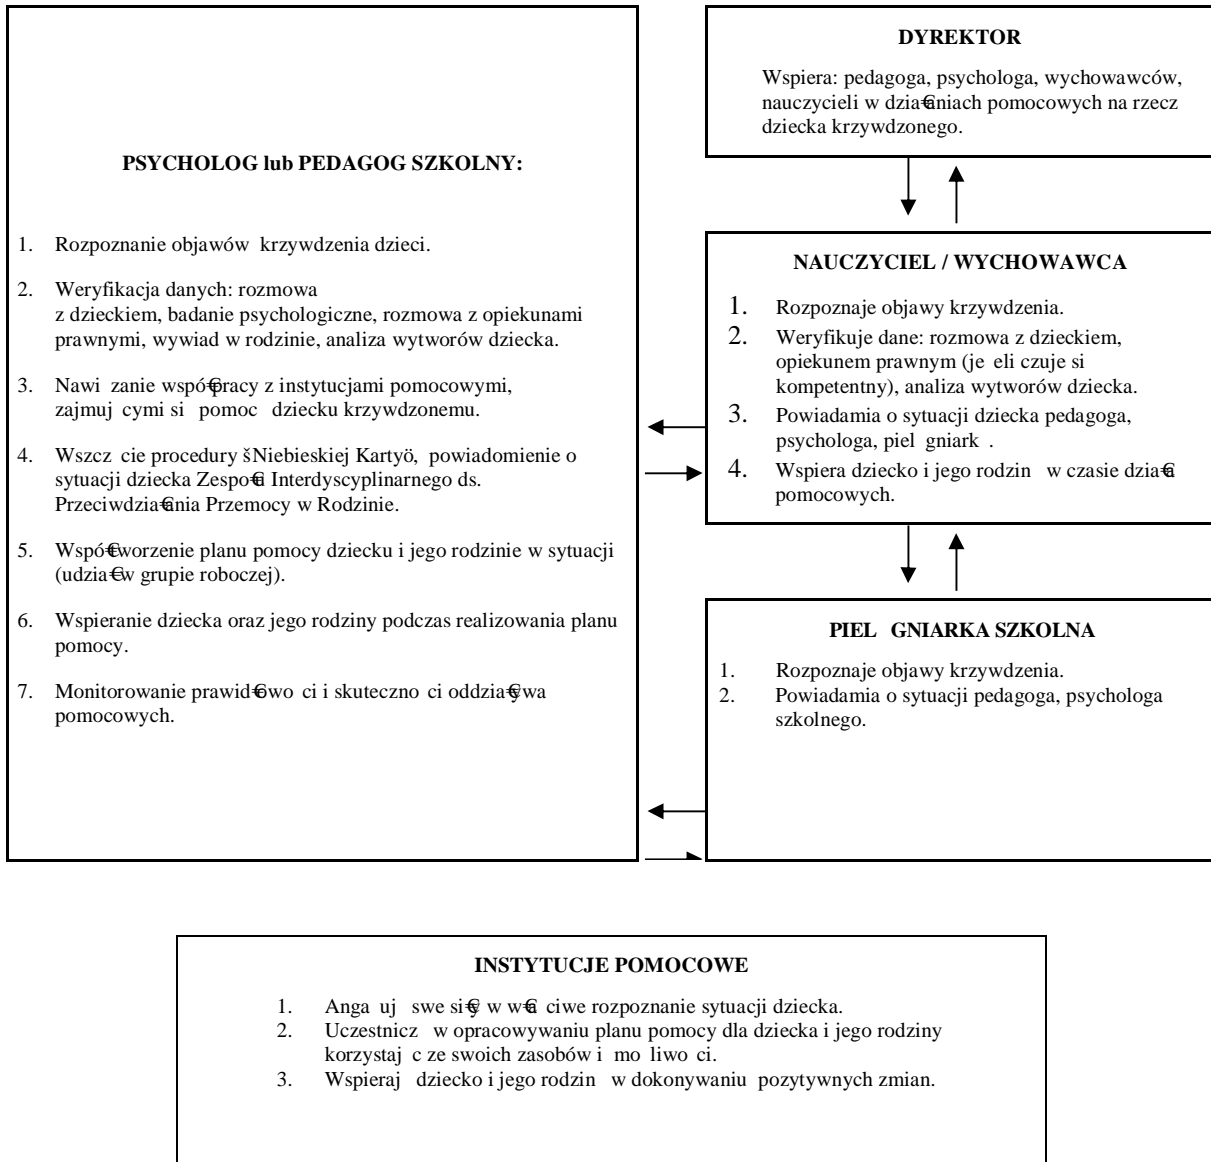 PSYCHOLOG lub PEDAGOG SZKOLNY:
1. Rozpoznanie objawów krzywdzenia dzieci.
2. Weryfikacja danych: rozmowa
z dzieckiem, badanie psychologiczne, rozmowa z opiekunami
prawnymi, wywiad w rodzinie, analiza wytworów dziecka.
3. Nawi zanie współ€pracy z instytucjami pomocowymi,
zajmuj cymi si pomoc dziecku krzywdzonemu.
4. Wszcz cie procedury šNiebieskiej Kartyö, powiadomienie o
sytuacji dziecka Zespo€u Interdyscyplinarnego ds.
Przeciwdzia€ania Przemocy w Rodzinie.
5. Wspó€tworzenie planu pomocy dziecku i jego rodzinie w sytuacji
(udzia€ w grupie roboczej).
6. Wspieranie dziecka oraz jego rodziny podczas realizowania planu
pomocy.
7. Monitorowanie prawid€owo ci i skuteczno ci oddzia€ywa
pomocowych.
DYREKTOR
Wspiera: pedagoga, psychologa, wychowawców,
nauczycieli w dzia€aniach pomocowych na rzecz
dziecka krzywdzonego.
NAUCZYCIEL / WYCHOWAWCA
1. Rozpoznaje objawy krzywdzenia.
2. Weryfikuje dane: rozmowa z dzieckiem,
opiekunem prawnym (je eli czuje si
kompetentny), analiza wytworów dziecka.
3. Powiadamia o sytuacji dziecka pedagoga,
psychologa, piel gniark .
4. Wspiera dziecko i jego rodzin w czasie dzia€a
pomocowych.
PIEL GNIARKA SZKOLNA
1. Rozpoznaje objawy krzywdzenia.
2. Powiadamia o sytuacji pedagoga, psychologa
szkolnego.
INSTYTUCJE POMOCOWE
1. Anga uj swe si€y w w€a ciwe rozpoznanie sytuacji dziecka.
2. Uczestnicz w opracowywaniu planu pomocy dla dziecka i jego rodziny
korzystaj c ze swoich zasobów i mo liwo ci.
3. Wspieraj dziecko i jego rodzin w dokonywaniu pozytywnych zmian.